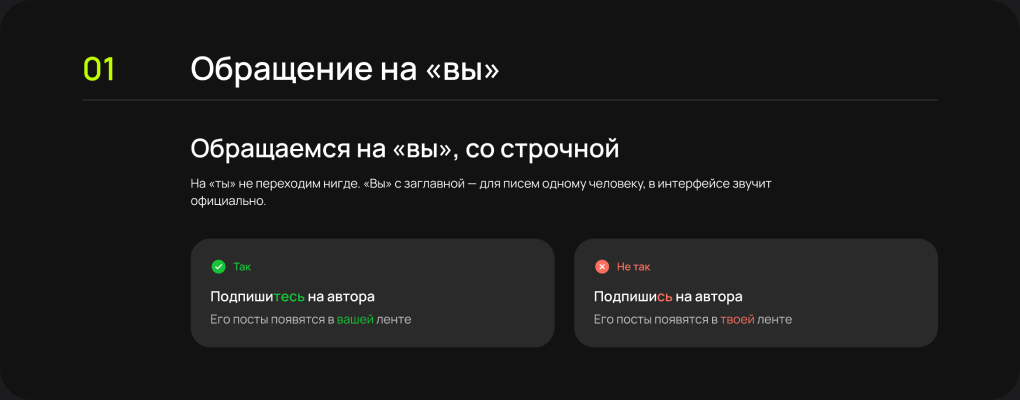 01 Обращение на «вы»
Обращаемся на «вы», со строчной
На «ты» не переходим нигде. «Вы» с заглавной — для писем одному человеку, в интерфейсе звучит
официально.
Так
Подпишитесь на автора
Его посты появятся в вашей ленте
Не так
Подпишись на автора
Его посты появятся в твоей ленте